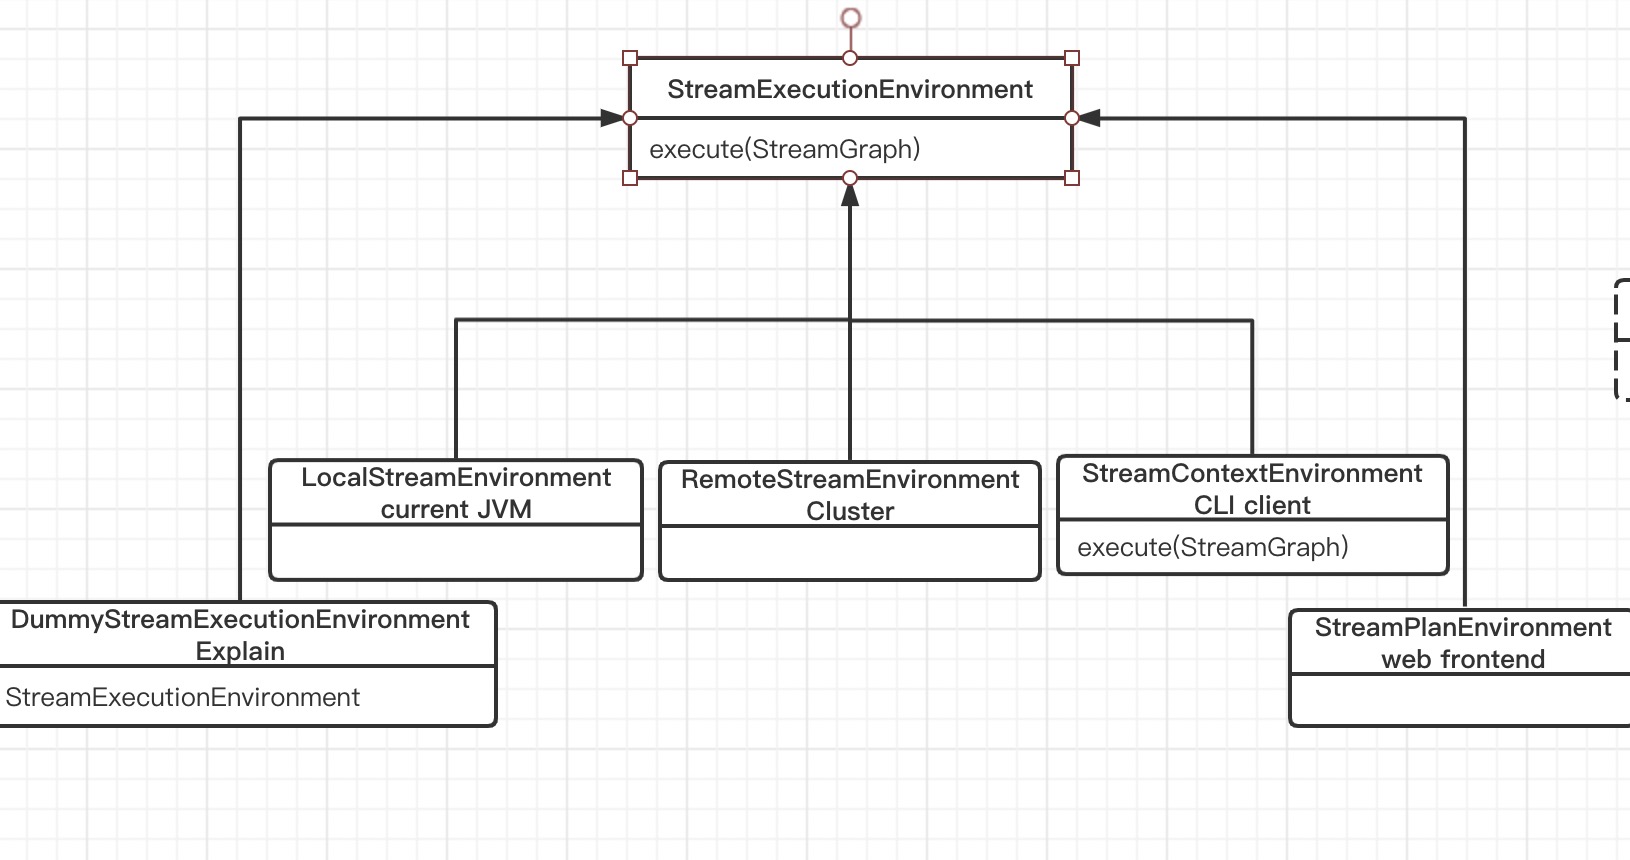 StreamExecutionEnvironment
execute(StreamGraph)
LocalStreamEnvironment
current JVM
RemoteStreamEnvironment
Cluster
StreamContextEnvironment
CLI client
execute(StreamGraph)
DummyStreamExecutionEnvironment
Explain
StreamExecutionEnvironment
StreamPlanEnvironment
web frontend